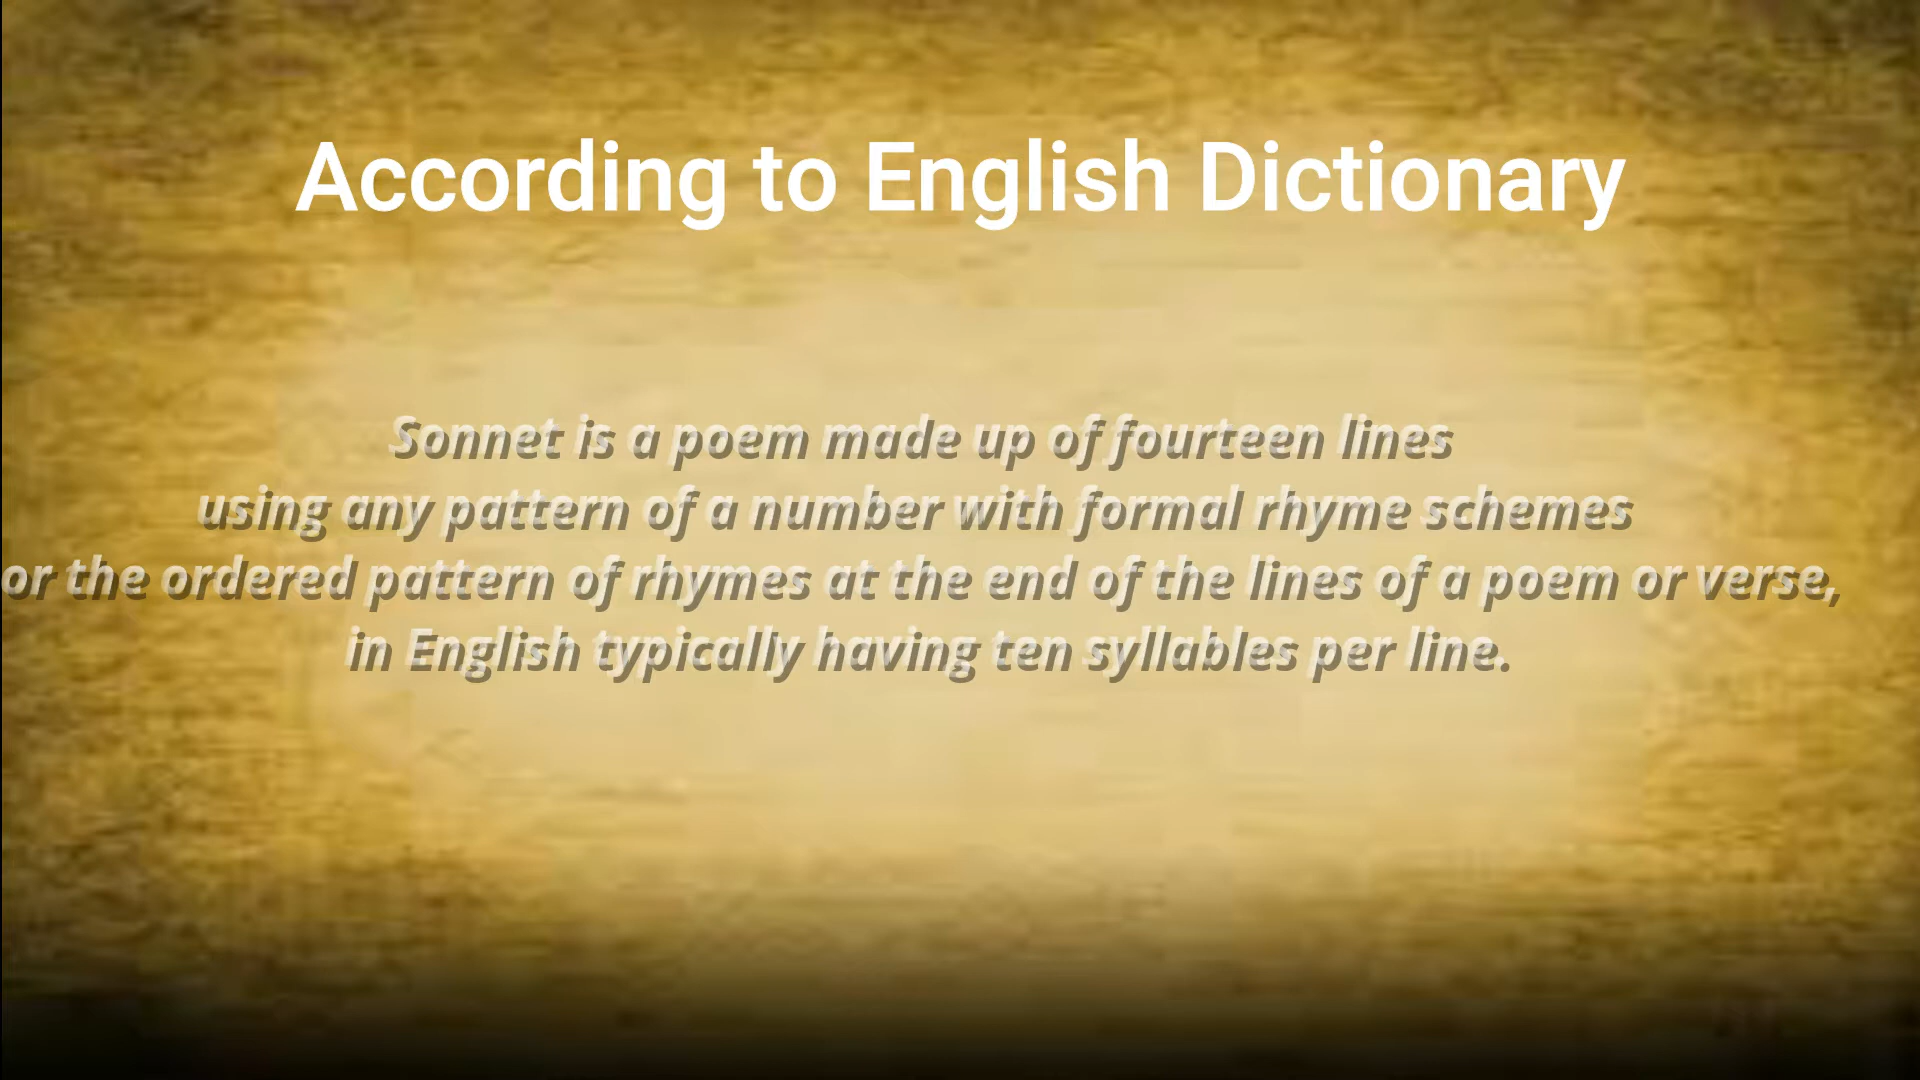 According to English Dictionary
Sonnet is a poem made up of fourteen lines
using any pattern of a number with formal rhyme schemes
or the ordered pattern of rhymes at the end of the lines of a poem or verse,
in English typically having ten syllables per line.